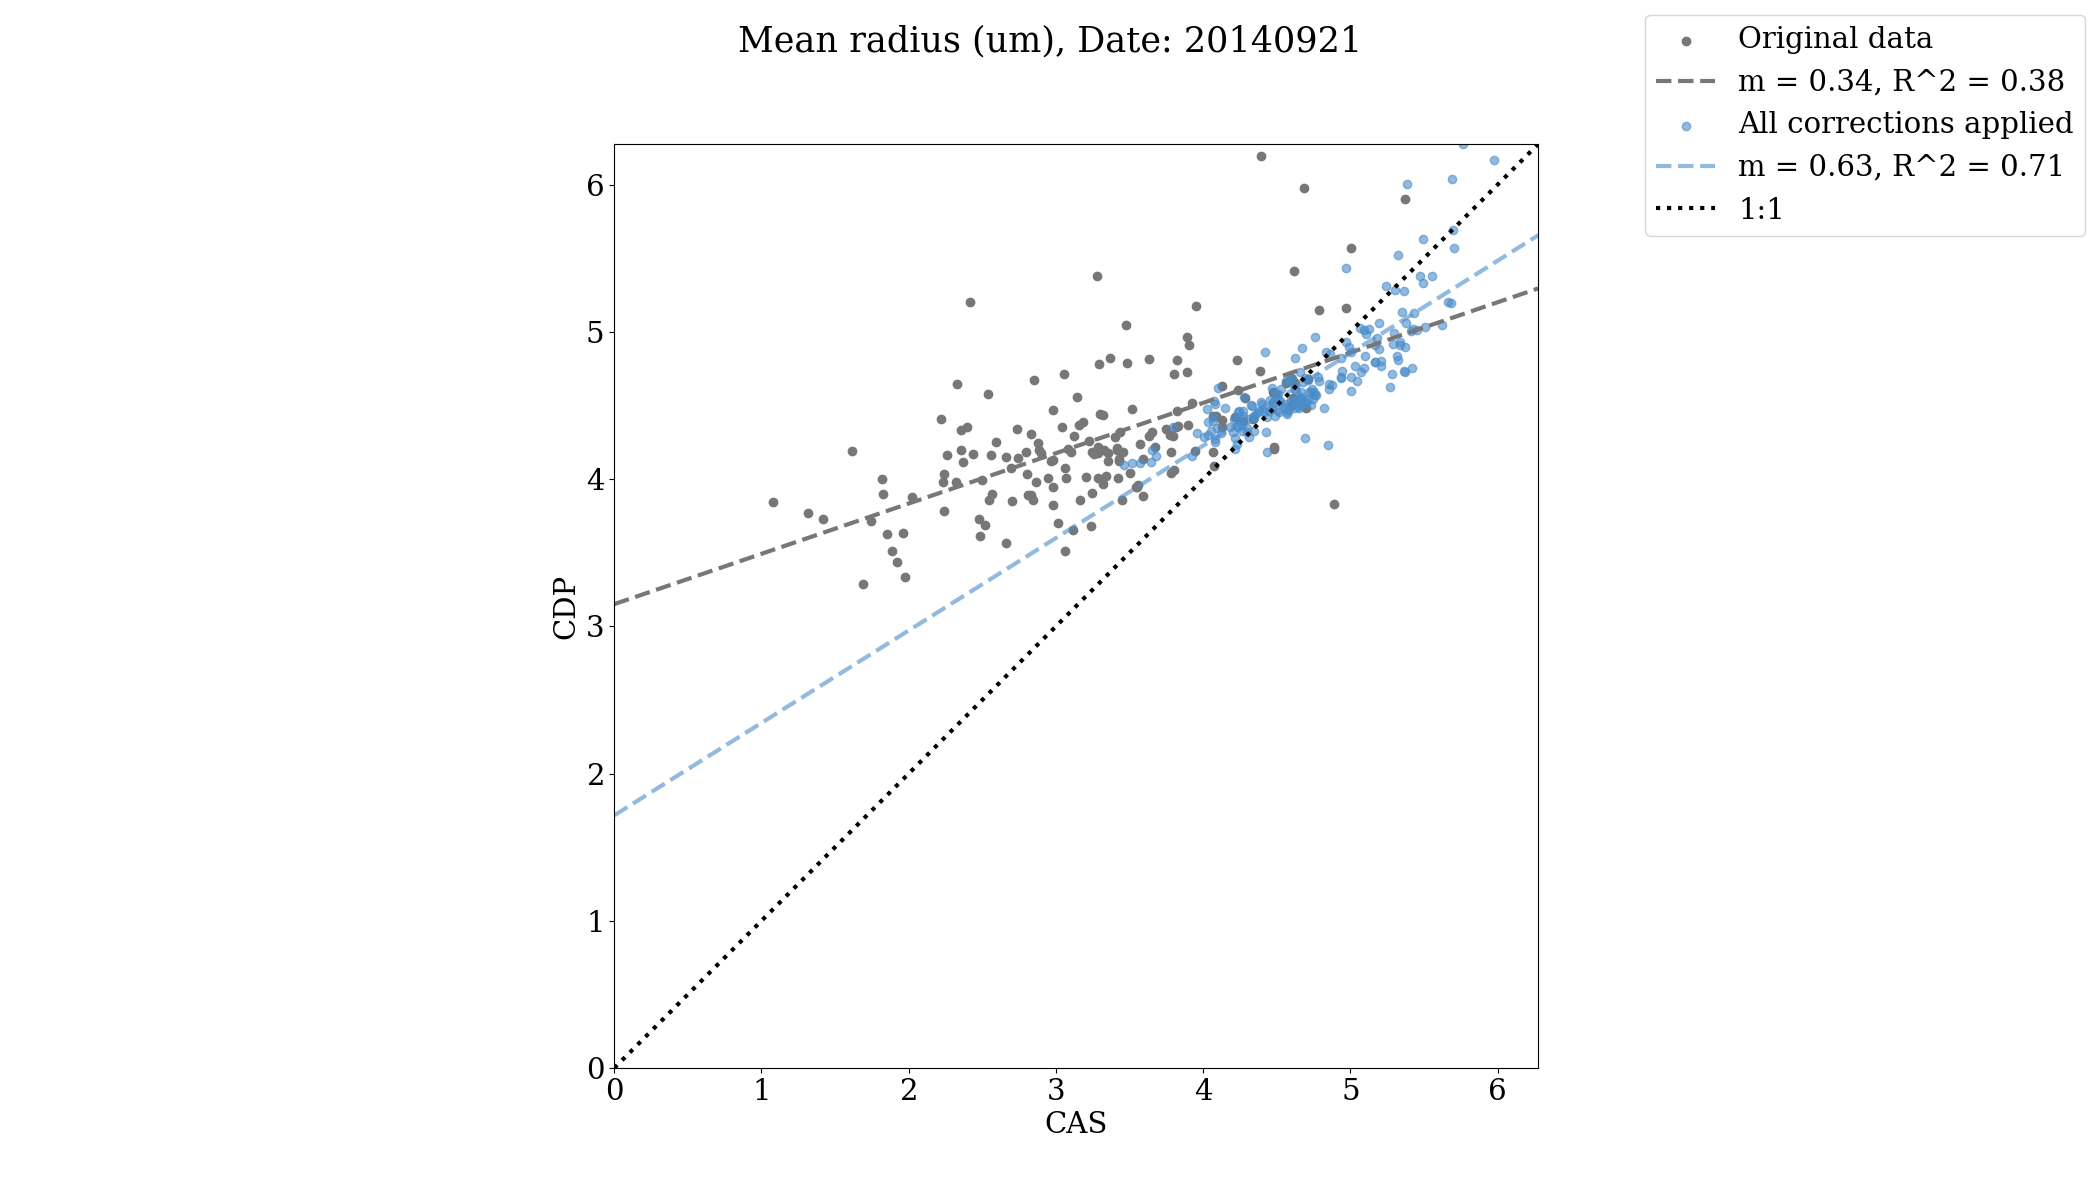 Mean radius (um), Date: 20140921
Original data
m = 0.34, R^2 = 0.38
All corrections applied
m = 0.63, R^2 = 0.71
1:1
6
5
4
3
2
1
0
CDP
0 1 2 3 4 5 6
CAS